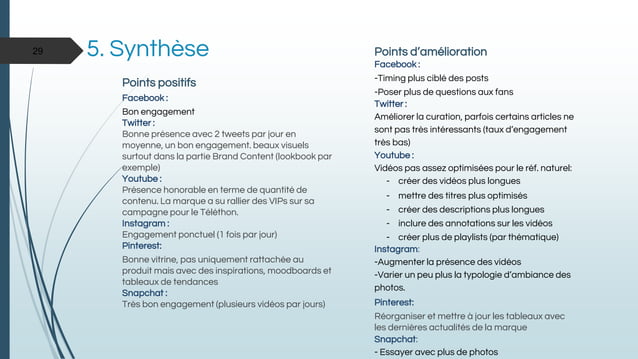 29
5. Synthèse
Points positifs
Facebook :
Bon engagement
Twitter :
Bonne présence avec 2 tweets par jour en
moyenne, un bon engagement. beaux visuels
surtout dans la partie Brand Content (lookbook par
exemple)
Youtube :
Présence honorable en terme de quantité de
contenu. La marque a su rallier des VIPs sur sa
campagne pour le Téléthon.
Instagram :
Engagement ponctuel (1 fois par jour)
Pinterest:
Bonne vitrine, pas uniquement rattachée au
produit mais avec des inspirations, moodboards et
tableaux de tendances
Snapchat :
Très bon engagement (plusieurs vidéos par jours)
Points d’amélioration
Facebook :
-Timing plus ciblé des posts
-Poser plus de questions aux fans
Twitter :
Améliorer la curation, parfois certains articles ne
sont pas très intéressants (taux d’engagement
très bas)
Youtube :
Vidéos pas assez optimisées pour le réf. naturel:
- créer des vidéos plus longues
- mettre des titres plus optimisés
- créer des descriptions plus longues
- inclure des annotations sur les vidéos
- créer plus de playlists (par thématique)
Instagram:
-Augmenter la présence des vidéos
-Varier un peu plus la typologie d’ambiance des
photos.
Pinterest:
Réorganiser et mettre à jour les tableaux avec
les dernières actualités de la marque
Snapchat:
- Essayer avec plus de photos